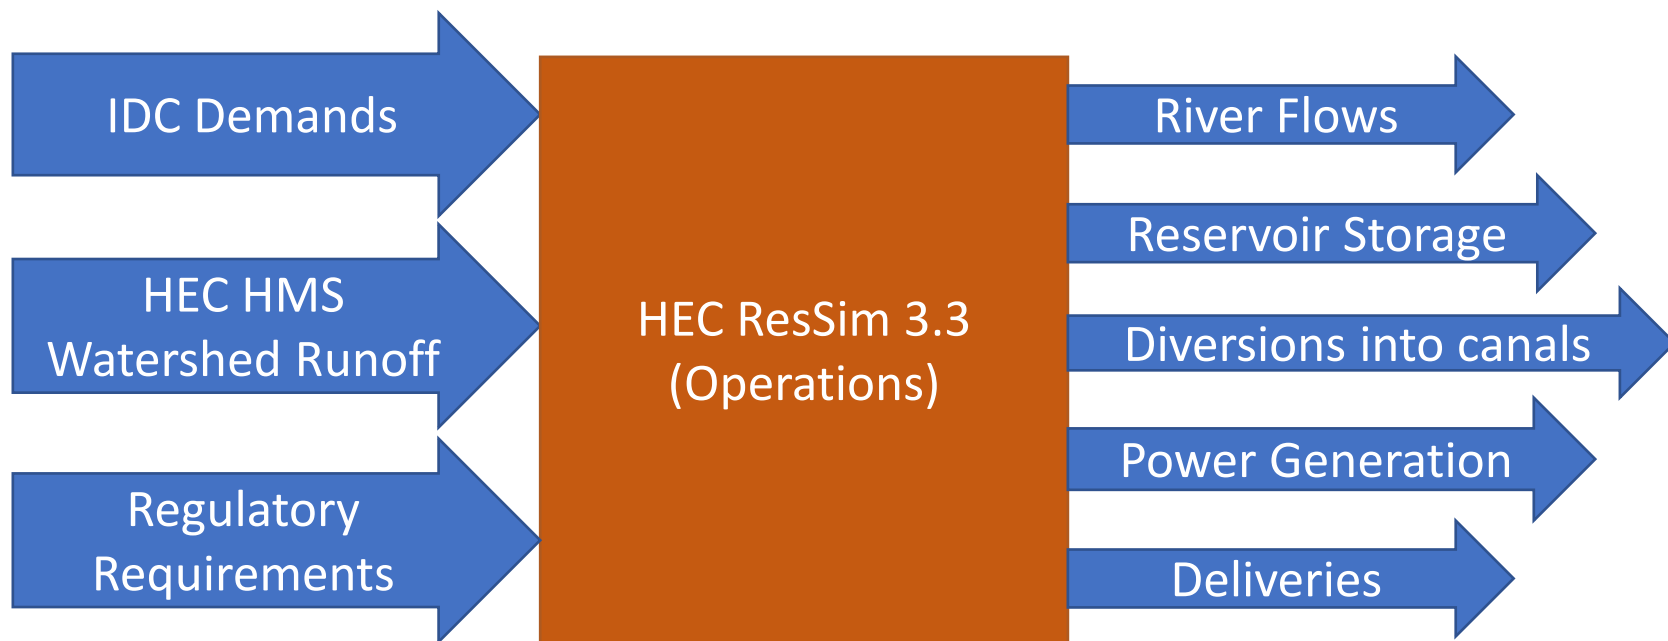 IDC Demands
HEC HMS
Watershed Runoff
Regulatory
Requirements
HEC ResSim 3.3
(Operations)
River Flows
Reservoir Storage
Diversions into canals
Power Generation
Deliveries